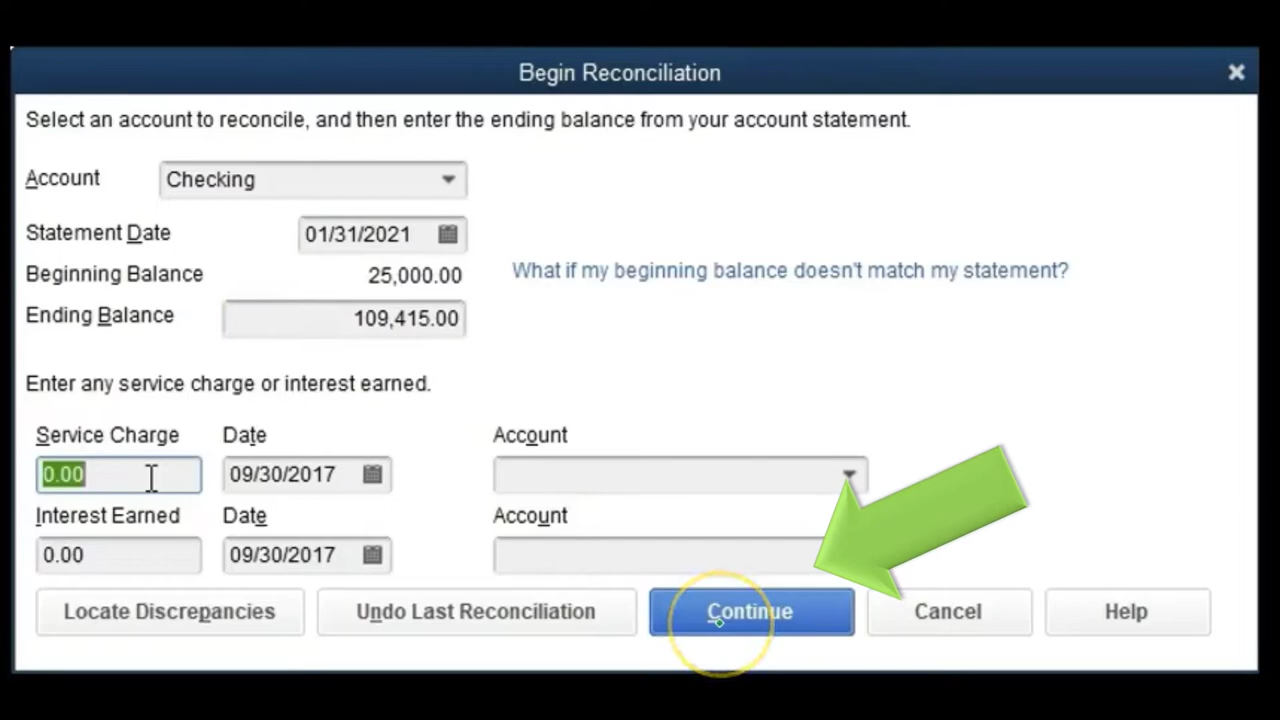 Begin Reconciliation
Select an account to reconcile, and then enter the ending balance from your account statement.
Account Checking
Statement Date 01/31/2021
Beginning Balance 25,000.00 What if my beginning balance doesn't match my statement?
Ending Balance 109,415.00
Enter any service charge or interest earned.
Service Charge Date Account
0.00 09/30/2017
Interest Earned Date Account
0.00 09/30/2017
Locate Discrepancies Undo Last Reconciliation Continue Cancel Help